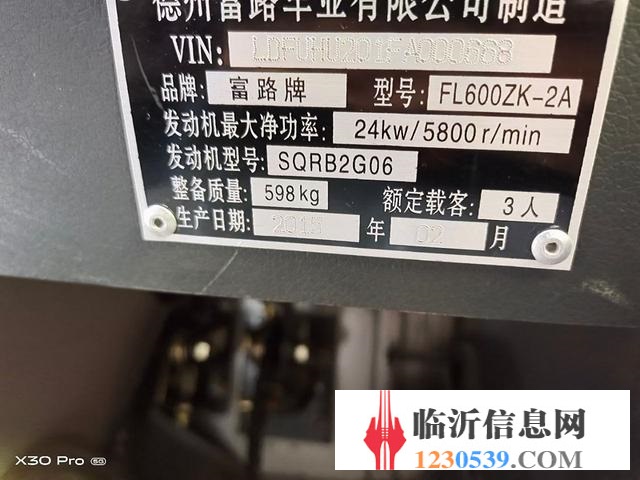 德州富路车业有限公司制造
VIN: LDFUHU201FA000668
品牌: 富路牌 型号: FL600ZK-2A
发动机最大净功率: 24kw/5800r/min
发动机型号: SQRB2G06
整备质量: 598kg 额定载客: 3人
生产日期: 2015 年 02 月
临沂信息网
1230539.COM
X30 Pro 5G